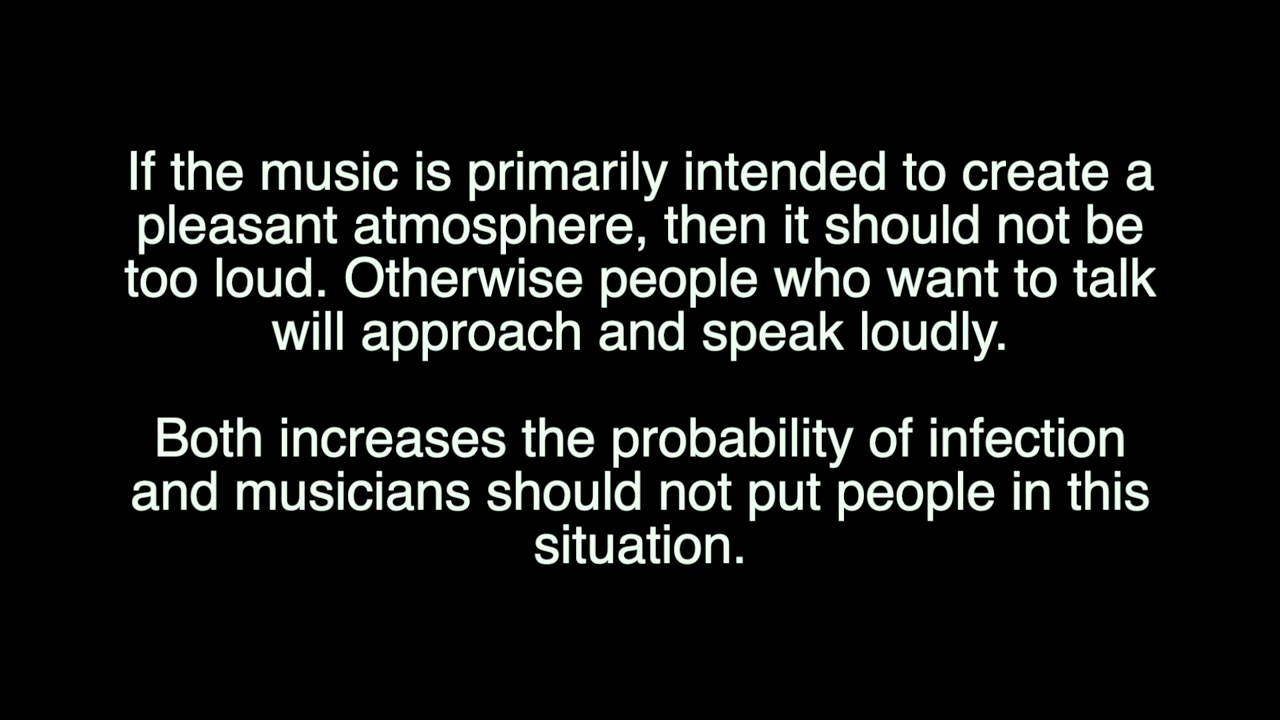 If the music is primarily intended to create a
pleasant atmosphere, then it should not be
too loud. Otherwise people who want to talk
will approach and speak loudly.
Both increases the probability of infection
and musicians should not put people in this
situation.